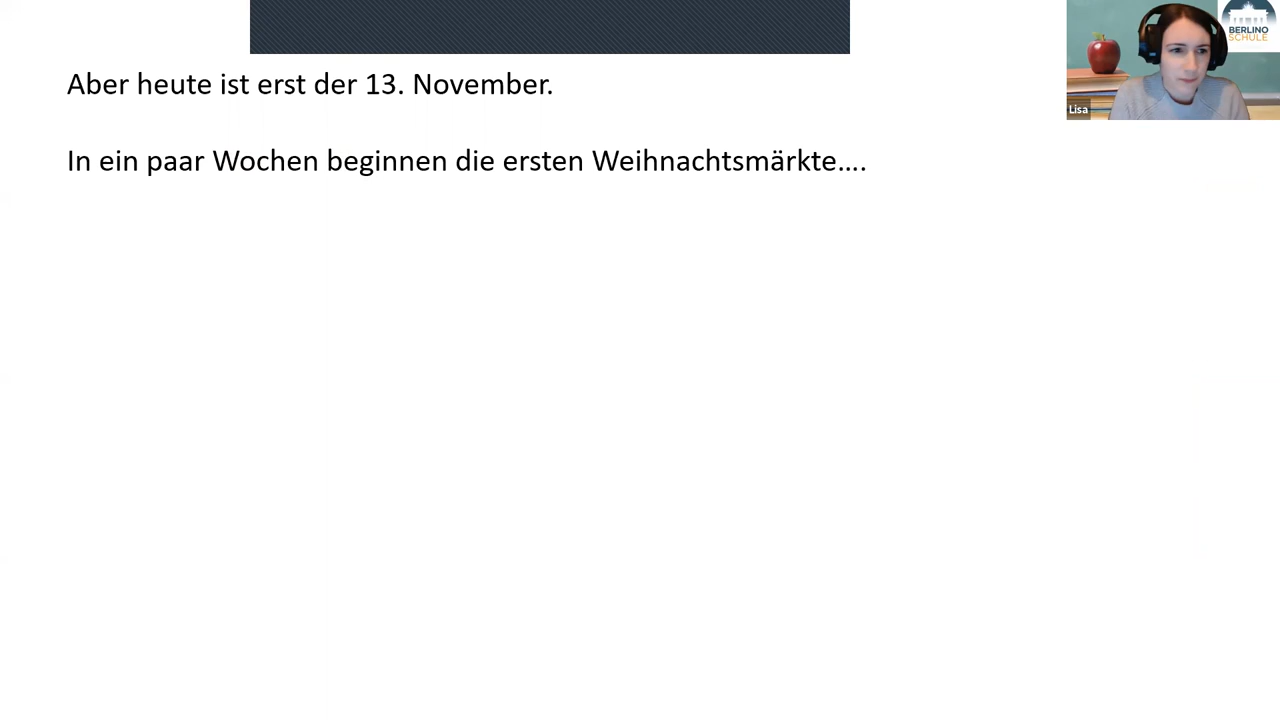 Aber heute ist erst der 13. November.
In ein paar Wochen beginnen die ersten Weihnachtsmärkte….
BERLINO
SCHULE
Lisa